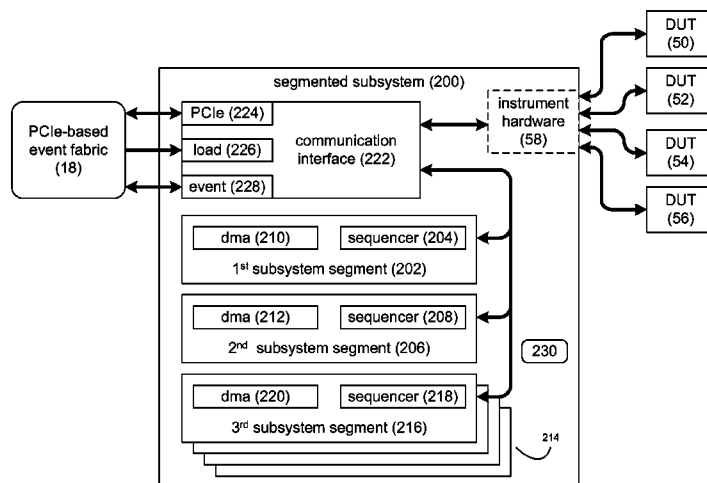 DUT
(50)
segmented subsystem (200)
PCIe-based
event fabric
(18)
PCIe (224)
load (226)
event (228)
communication
interface (222)
instrument
hardware
(58)
DUT
(52)
DUT
(54)
DUT
(56)
dma (210)
sequencer (204)
1st subsystem segment (202)
dma (212)
sequencer (208)
2nd subsystem segment (206)
230
dma (220)
sequencer (218)
3rd subsystem segment (216)
214